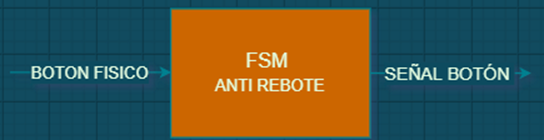 BOTON FISICO
FSM
ANTI REBOTE
SEÑAL BOTÓN